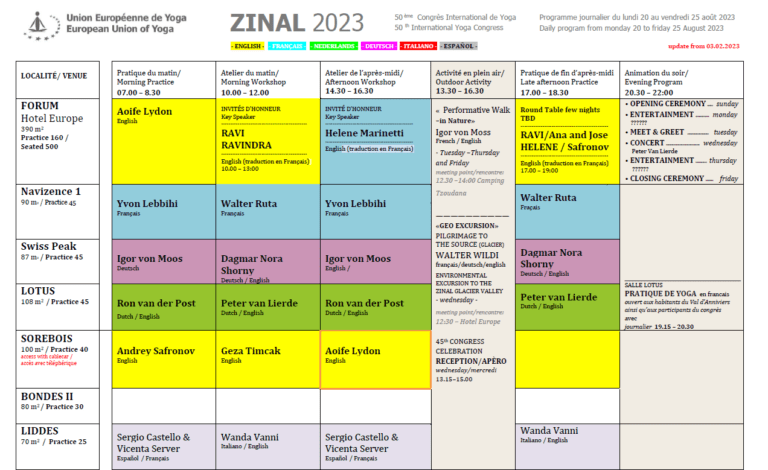 Union Européenne de Yoga
European Union of Yoga
ZINAL 2023
50 ème Congrès International de Yoga
50 th International Yoga Congress
Programme journalier du lundi 20 au vendredi 25 août 2023
Daily program from monday 20 to friday 25 August 2023
- ENGLISH - - FRANÇAIS - - NEDERLANDS - - DEUTSCH - - ITALIANO - - ESPAÑOL -
update from 03.02.2023
LOCALITÉ/ VENUE
Pratique du matin/
Morning Practice
07.00 – 8.30
Atelier du matin/
Morning Workshop
10.00 – 12.00
Atelier de l'après-midi/
Afternoon Workshop
14.30 – 16.30
Activité en plein air/
Outdoor Activity
13.30 – 16.30
Pratique de fin d'après-midi
Late afternoon Practice
17.00 – 18.30
Animation du soir/
Evening Program
20.30 – 22.00
FORUM
Hotel Europe
390 m²
Practice 160 /
Seated 500
Aoife Lydon
English
INVITÉS D'HONNEUR
Key Speaker
RAVI
RAVINDRA
English (traduction en Français)
10.00 – 13:00
INVITÉ D'HONNEUR
Key Speaker
Helene Marinetti
English (traduction en Français)
« Performative Walk
–in Nature»
Igor von Moss
French / English
- Tuesday –Thursday
and Friday
meeting point/rencontre:
12.30 –14:00 Camping
Tzoudana
Round Table few nights
TBD
RAVI/Ana and Jose
HELENE / Safronov
English (traduction en Français)
17.00 – 19.00
• OPENING CEREMONY .... sunday
• ENTERTAINMENT ........ monday
??????
• MEET & GREET ............... tuesday
• CONCERT ...................... wednesday
Peter Van Lierde
• ENTERTAINMENT ...... thursday
??????
• CLOSING CEREMONY ..... friday
Navizence 1
90 m² / Practice 45
Yvon Lebbihi
Français
Walter Ruta
Français
Yvon Lebbihi
Français
Walter Ruta
Fraçais
«GEO EXCURSION»
PILGRIMAGE TO
THE SOURCE (GLACIER)
WALTER WILDI
français/deutsch/english
ENVIRONMENTAL
EXCURSION TO THE
ZINAL GLACIER VALLEY
- wednesday -
meeting point/rencontre:
12:30 – Hotel Europe
Swiss Peak
87 m² / Practice 45
Igor von Moos
Deutsch
Dagmar Nora
Shorny
Deutsch / English
Igor von Moos
English /
Dagmar Nora
Shorny
Deutsch / English
LOTUS
108 m² / Practice 45
Ron van der Post
Dutch / English
Peter van Lierde
Dutch / English
Ron van der Post
Dutch / English
Peter van Lierde
Dutch / English
SALLE LOTUS
PRATIQUE DE YOGA en francais
ouvert aux habitants du Val d'Anniviers
ainsi qu'aux participants du congrès
avec
journalier 19.15 – 20.30
SOREBOIS
100 m² / Practice 40
access with cablecar /
accès avec téléphérique
Andrey Safronov
English
Geza Timcak
English
Aoife Lydon
English
45th CONGRESS
CELEBRATION
RECEPTION/APÈRO
wednesday/mercredi
13.15–15.00
BONDES II
80 m² / Practice 30
LIDDES
70 m² / Practice 25
Sergio Castello &
Vicenta Server
Español / Français
Wanda Vanni
Italiano / English
Sergio Castello &
Vicenta Server
Español / Français
Wanda Vanni
Italiano / English